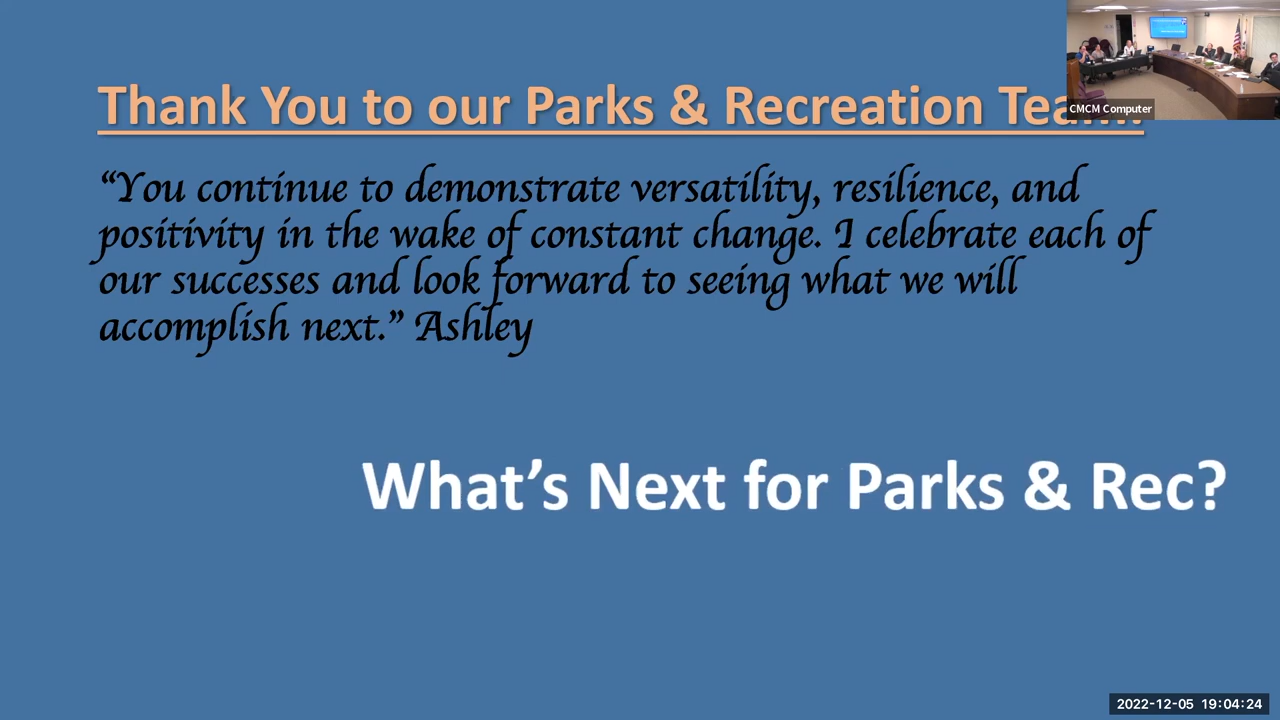 Thank You to our Parks & Recreation
CMCM Computer
“You continue to demonstrate versatility, resilience, and
positivity in the wake of constant change. I celebrate each of
our successes and look forward to seeing what we will
accomplish next.” Ashley
What’s Next for Parks & Rec?
2022-12-05 19:04:24